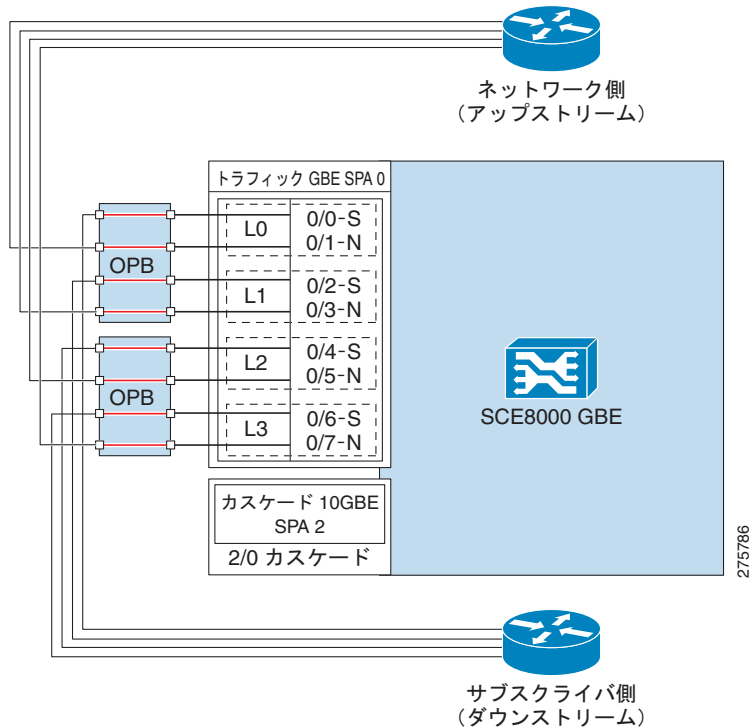 ネットワーク側
（アップストリーム）
トラフィック GBE SPA 0
L0
0/0-S
0/1-N
OPB
L1
0/2-S
0/3-N
L2
0/4-S
0/5-N
OPB
L3
0/6-S
0/7-N
SCE8000 GBE
カスケード 10GBE
SPA 2
2/0 カスケード
275786
サブスクライバ側
（ダウンストリーム）